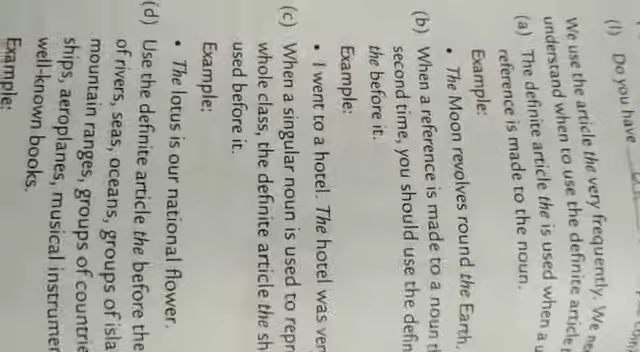 (l) Do you have
We use the article the very frequently. We ne
understand when to use the definite article
(a) The definite article the is used when a
reference is made to the noun.
Example:
• The Moon revolves round the Earth.
(b) When a reference is made to a noun
second time, you should use the defin
the before it.
Example:
• I went to a hotel. The hotel was ver
(c) When a singular noun is used to repr
whole class, the definite article the sh
used before it.
Example:
• The lotus is our national flower.
(d) Use the definite article the before the
of rivers, seas, oceans, groups of isla
mountain ranges, groups of countrie
ships, aeroplanes, musical instrumen
well-known books.
Example: